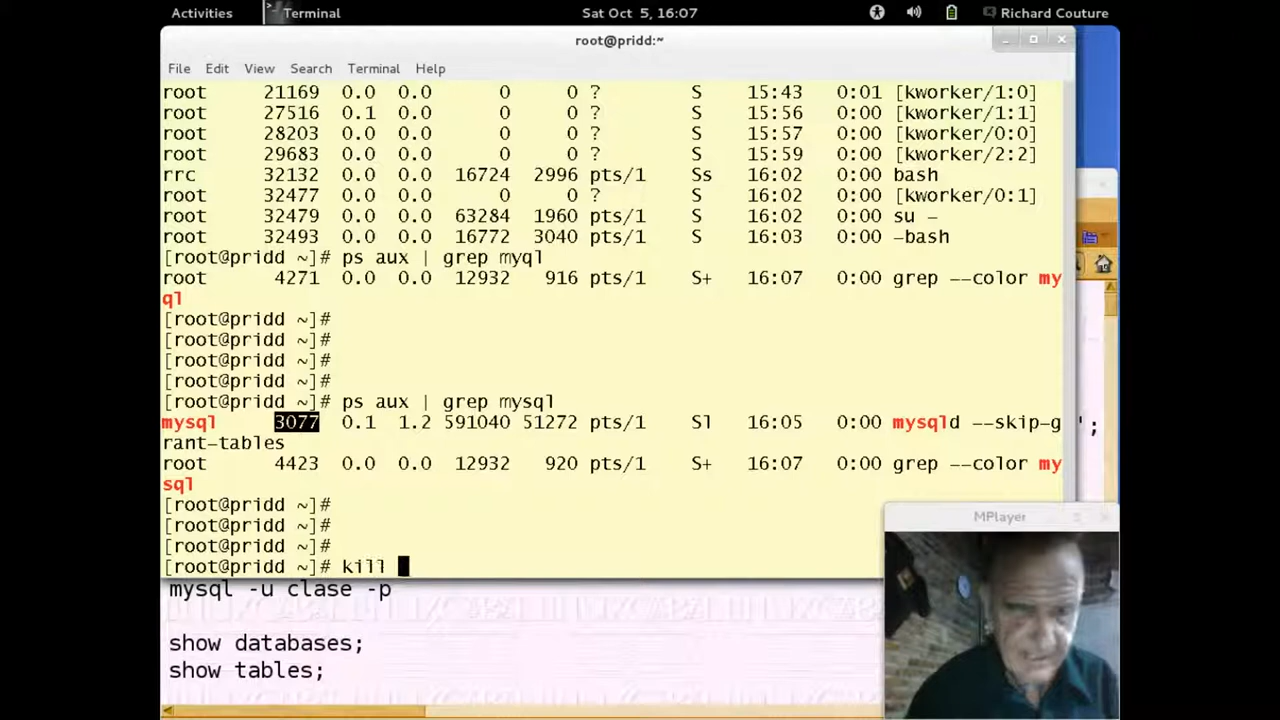 Activities Terminal Sat Oct 5, 16:07 Richard Couture
root@pridd:~
File Edit View Search Terminal Help
root 21169 0.0 0.0 0 0 ? S 15:43 0:01 [kworker/1:0]
root 27516 0.1 0.0 0 0 ? S 15:56 0:00 [kworker/1:1]
root 28203 0.0 0.0 0 0 ? S 15:57 0:00 [kworker/0:0]
root 29683 0.0 0.0 0 0 ? S 15:59 0:00 [kworker/2:2]
rrc 32132 0.0 0.0 16724 2996 pts/1 Ss 16:02 0:00 bash
root 32477 0.0 0.0 0 0 ? S 16:02 0:00 [kworker/0:1]
root 32479 0.0 0.0 63284 1960 pts/1 S 16:02 0:00 su -
root 32493 0.0 0.0 16772 3040 pts/1 S 16:03 0:00 -bash
[root@pridd ~]# ps aux | grep myql
root 4271 0.0 0.0 12932 916 pts/1 S+ 16:07 0:00 grep --color my
ql
[root@pridd ~]#
[root@pridd ~]#
[root@pridd ~]#
[root@pridd ~]#
[root@pridd ~]# ps aux | grep mysql
mysql 3077 0.1 1.2 591040 51272 pts/1 Sl 16:05 0:00 mysqld --skip-g ';
rant-tables
root 4423 0.0 0.0 12932 920 pts/1 S+ 16:07 0:00 grep --color my
sql
[root@pridd ~]#
[root@pridd ~]#
[root@pridd ~]#
[root@pridd ~]# kill
MPlayer
mysql -u clase -p
show databases;
show tables;